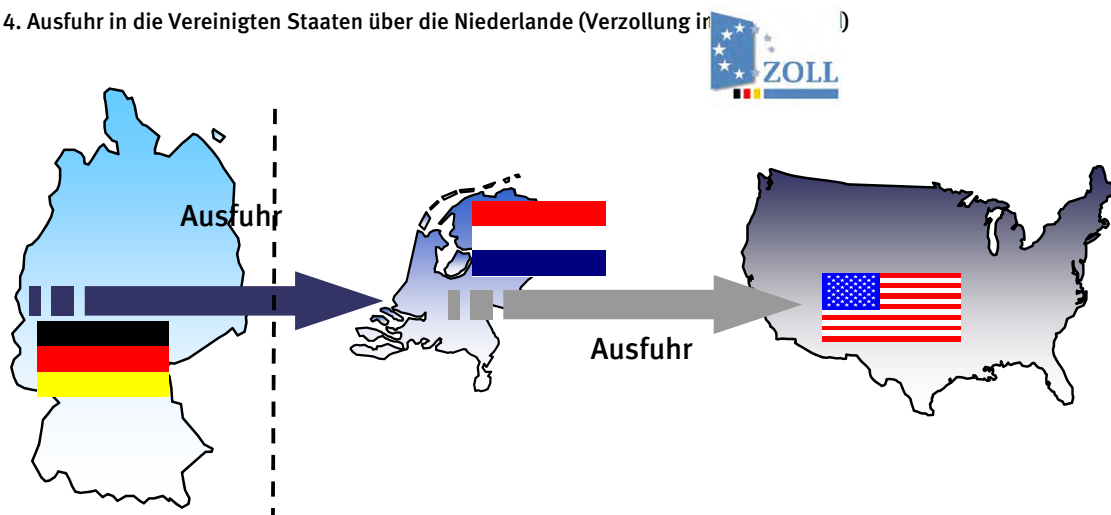 4. Ausfuhr in die Vereinigten Staaten über die Niederlande (Verzollung in )
ZOLL
Ausfuhr
Ausfuhr